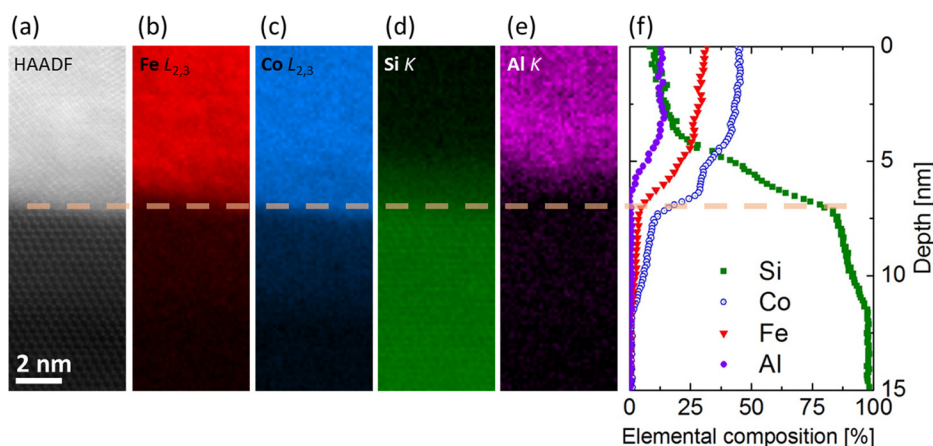 (a)
(b)
(c)
(d)
(e)
(f)
HAADF
Fe L2,3
Co L2,3
Si K
Al K
2 nm
0
5
10
15
Depth [nm]
Si
Co
Fe
Al
0
25
50
75
100
Elemental composition [%]